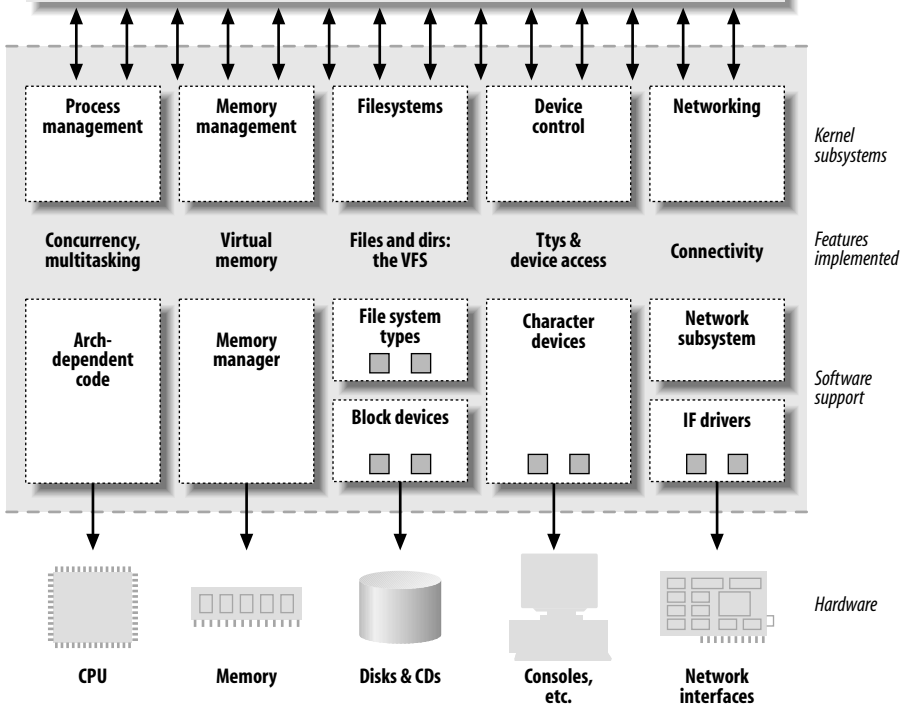 Process
management
Memory
management
Filesystems
Device
control
Networking
Kernel
subsystems
Concurrency,
multitasking
Virtual
memory
Files and dirs:
the VFS
Ttys &
device access
Connectivity
Features
implemented
Arch-
dependent
code
Memory
manager
File system
types
Block devices
Character
devices
Network
subsystem
IF drivers
Software
support
Hardware
CPU
Memory
Disks & CDs
Consoles,
etc.
Network
interfaces